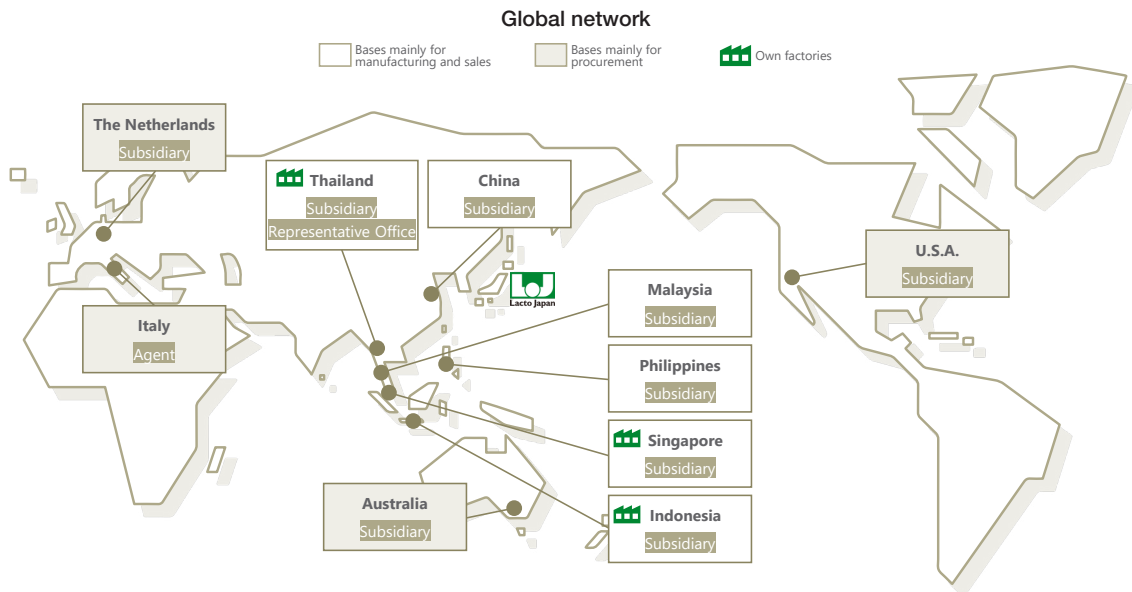 Global network
Bases mainly for
manufacturing and sales
Bases mainly for
procurement
Own factories
The Netherlands
Subsidiary
Thailand
Subsidiary
Representative Office
China
Subsidiary
U.S.A.
Subsidiary
Lacto Japan
Malaysia
Subsidiary
Italy
Agent
Philippines
Subsidiary
Singapore
Subsidiary
Australia
Subsidiary
Indonesia
Subsidiary